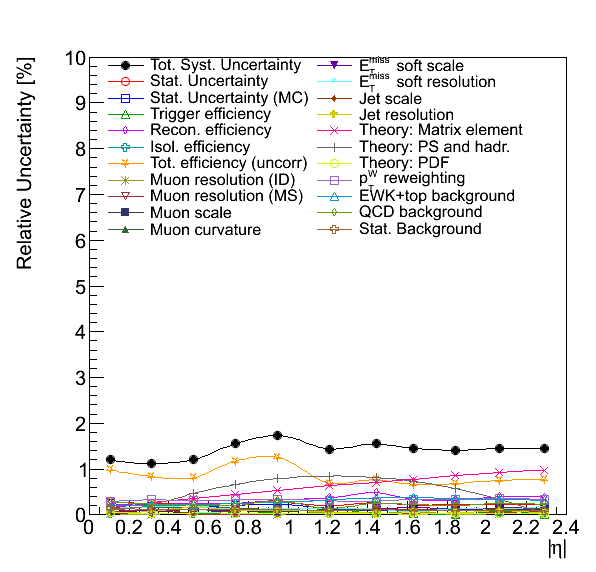 Relative Uncertainty [%]
10
9
8
7
6
5
4
3
2
1
0
Tot. Syst. Uncertainty
Stat. Uncertainty
Stat. Uncertainty (MC)
Trigger efficiency
Recon. efficiency
Isol. efficiency
Tot. efficiency (uncorr)
Muon resolution (ID)
Muon resolution (MS)
Muon scale
Muon curvature
E_T^miss soft scale
E_T^miss soft resolution
Jet scale
Jet resolution
Theory: Matrix element
Theory: PS and hadr.
Theory: PDF
p_T^W reweighting
EWK+top background
QCD background
Stat. Background
0 0.2 0.4 0.6 0.8 1 1.2 1.4 1.6 1.8 2 2.2 2.4
|η|